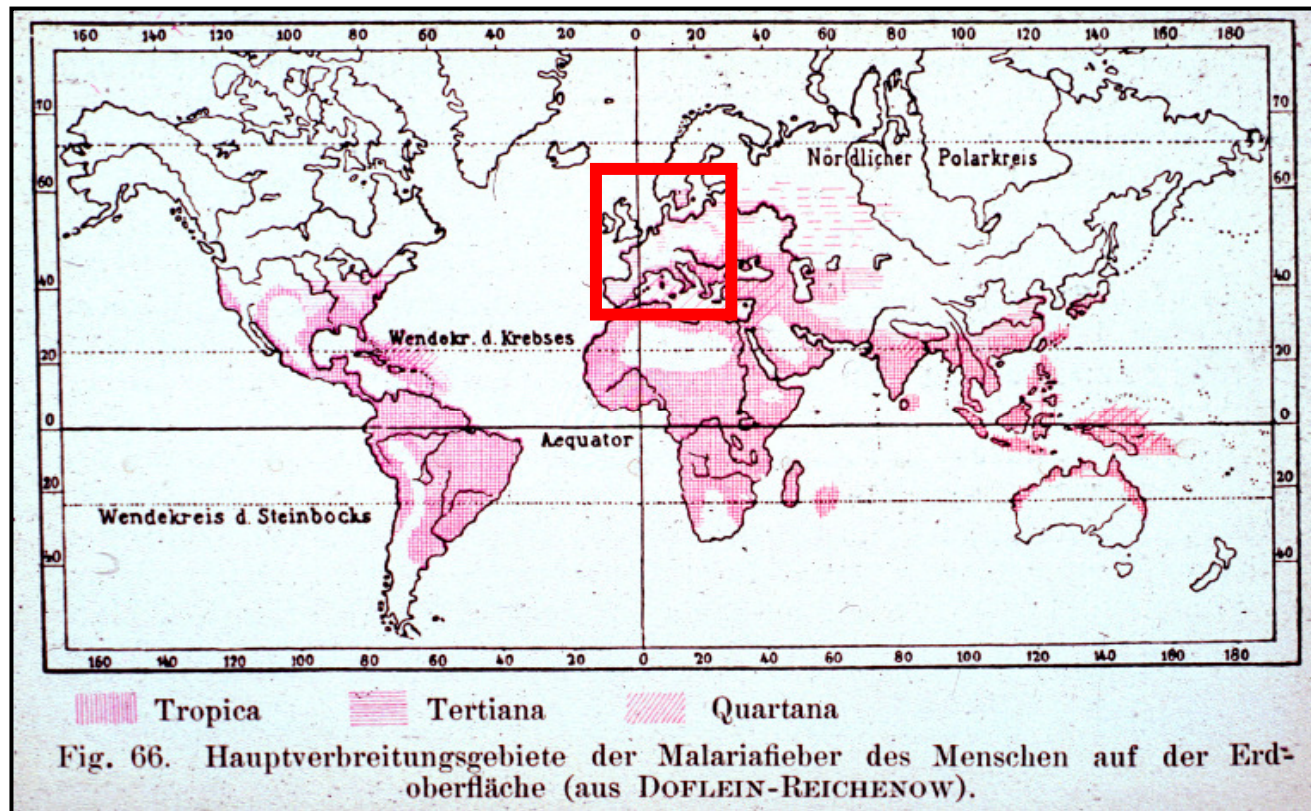 160 140 120 100 80 60 40 20 0 20 40 60 80 100 120 140 160 180
70 70
Nördlicher Polarkreis
60 60
40 40
Wendekr. d. Krebses
20 20
0 0
Aequator
20 20
Wendekreis d. Steinbocks
40 40
160 140 120 100 80 60 40 20 0 20 40 60 80 100 120 140 160 180
Tropica Tertiana Quartana
Fig. 66. Hauptverbreitungsgebiete der Malariafieber des Menschen auf der Erd-
oberfläche (aus DOFLEIN-REICHENOW).